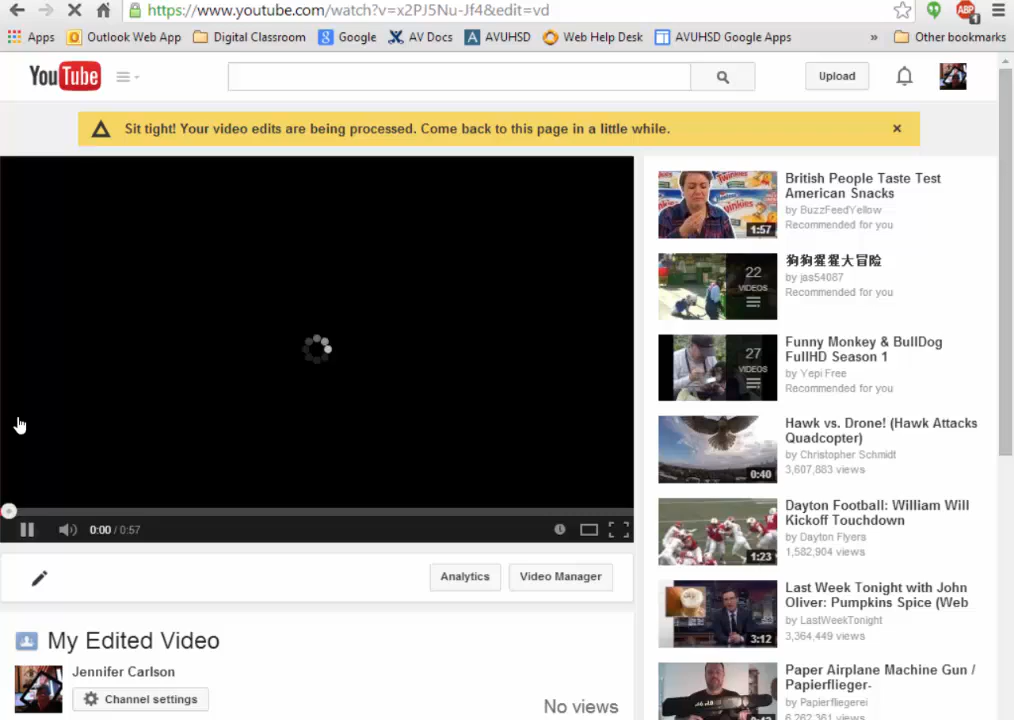 https://www.youtube.com/watch?v=x2PJ5Nu-Jf4&edit=vd
ABP
1
Apps
Outlook Web App
Digital Classroom
Google
AV Docs
AVUHSD
Web Help Desk
AVUHSD Google Apps
»
Other bookmarks
YouTube
Upload
Sit tight! Your video edits are being processed. Come back to this page in a little while.
×
0:00 / 0:57
Analytics
Video Manager
My Edited Video
Jennifer Carlson
Channel settings
No views
1:57
British People Taste Test
American Snacks
by BuzzFeedYellow
Recommended for you
22
VIDEOS
狗狗猩猩大冒险
by jas54087
Recommended for you
27
VIDEOS
Funny Monkey & BullDog
FullHD Season 1
by Yepi Free
Recommended for you
0:40
Hawk vs. Drone! (Hawk Attacks
Quadcopter)
by Christopher Schmidt
3,607,883 views
1:23
Dayton Football: William Will
Kickoff Touchdown
by Dayton Flyers
1,582,904 views
3:12
Last Week Tonight with John
Oliver: Pumpkins Spice (Web
by LastWeekTonight
3,364,449 views
Paper Airplane Machine Gun /
Papierflieger-
by Papierfliegerei
6,262,361 views